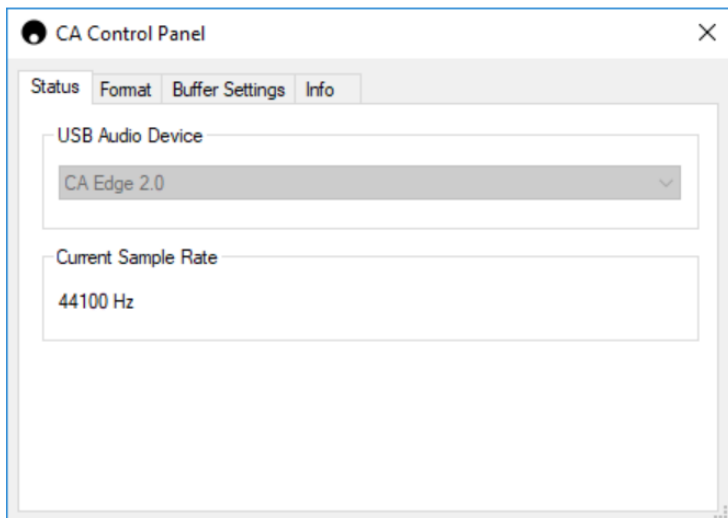 CA Control Panel
Status Format Buffer Settings Info
USB Audio Device
CA Edge 2.0
Current Sample Rate
44100 Hz